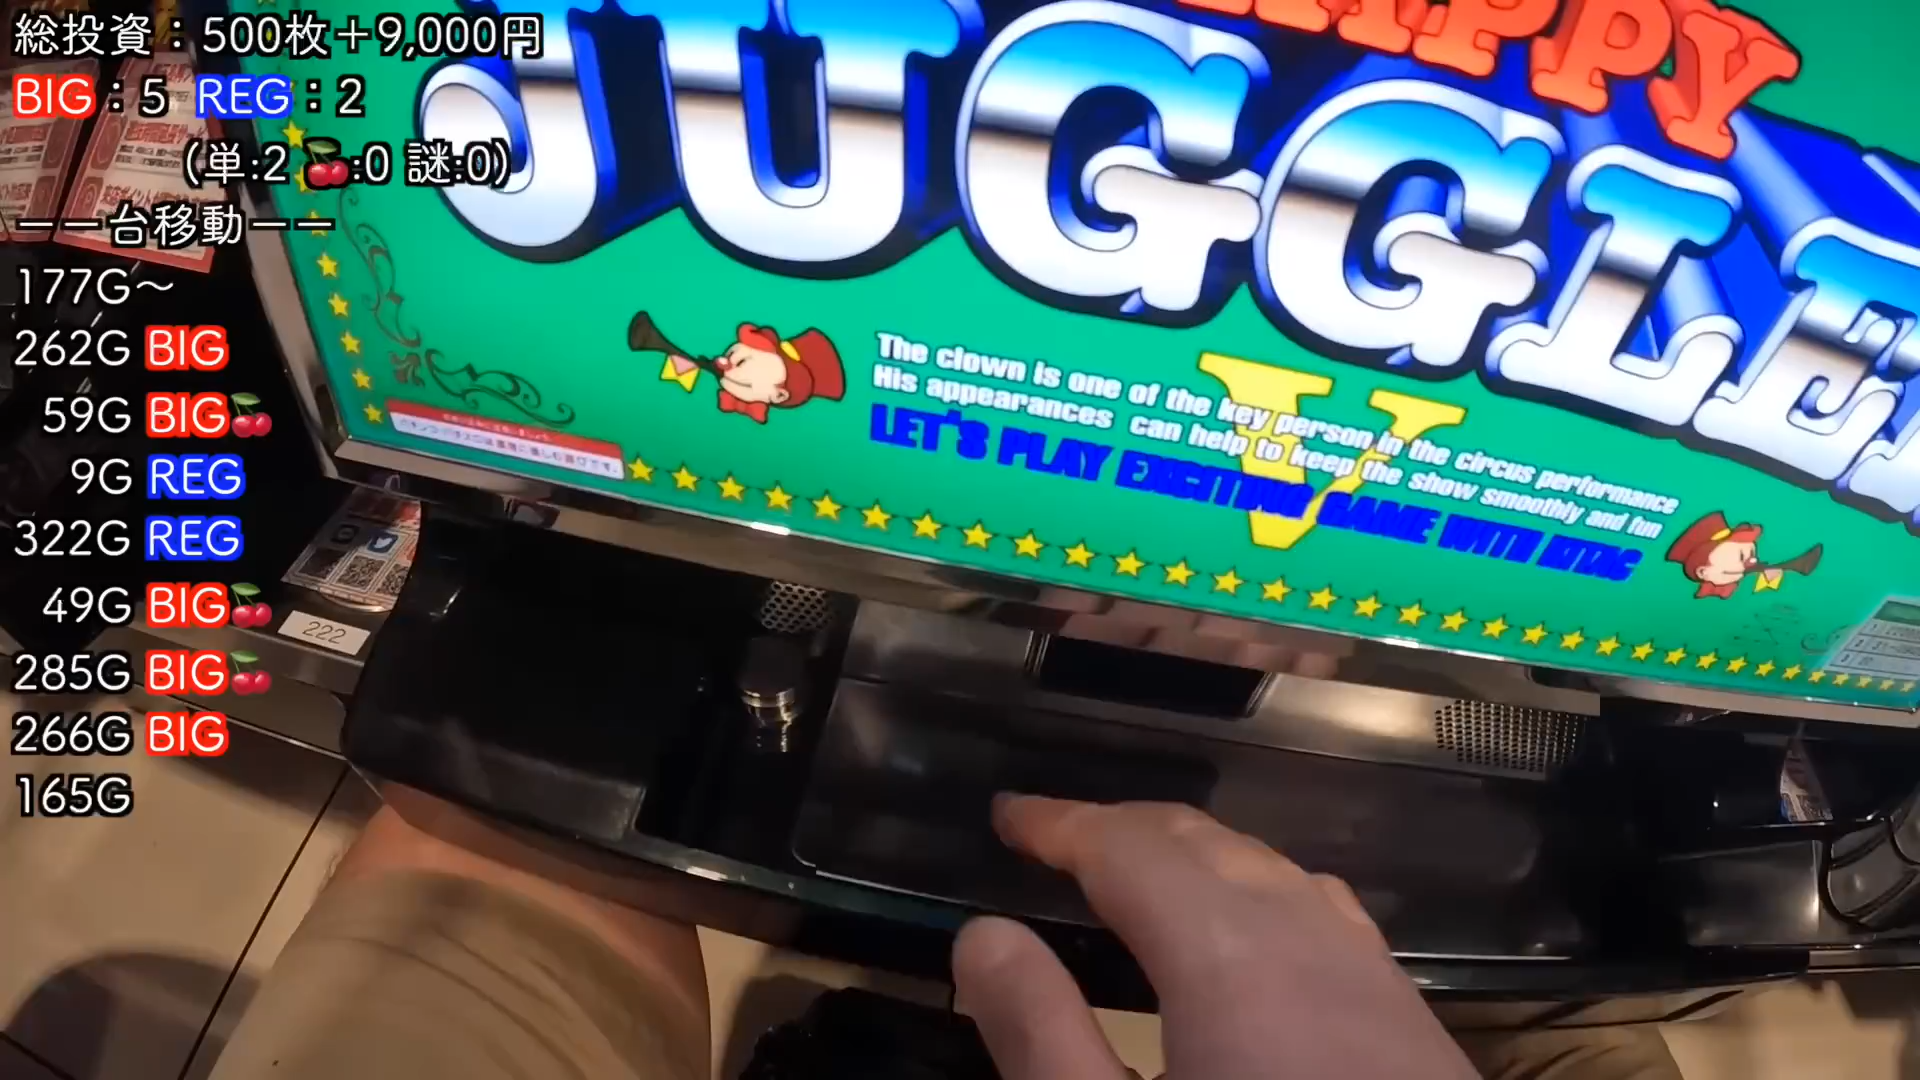 総投資：500枚＋9,000円
BIG：5 REG：2
(単:2 🍒:0 謎:0)
ーー台移動ーー
177G～
262G BIG
59G BIG🍒
9G REG
322G REG
49G BIG🍒
285G BIG🍒
266G BIG
165G
HAPPY
JUGGLE
V
The clown is one of the key person in the circus performance
His appearances can help to keep the show smoothly and fun
LET'S PLAY EXCITING GAME WITH KITAC
222